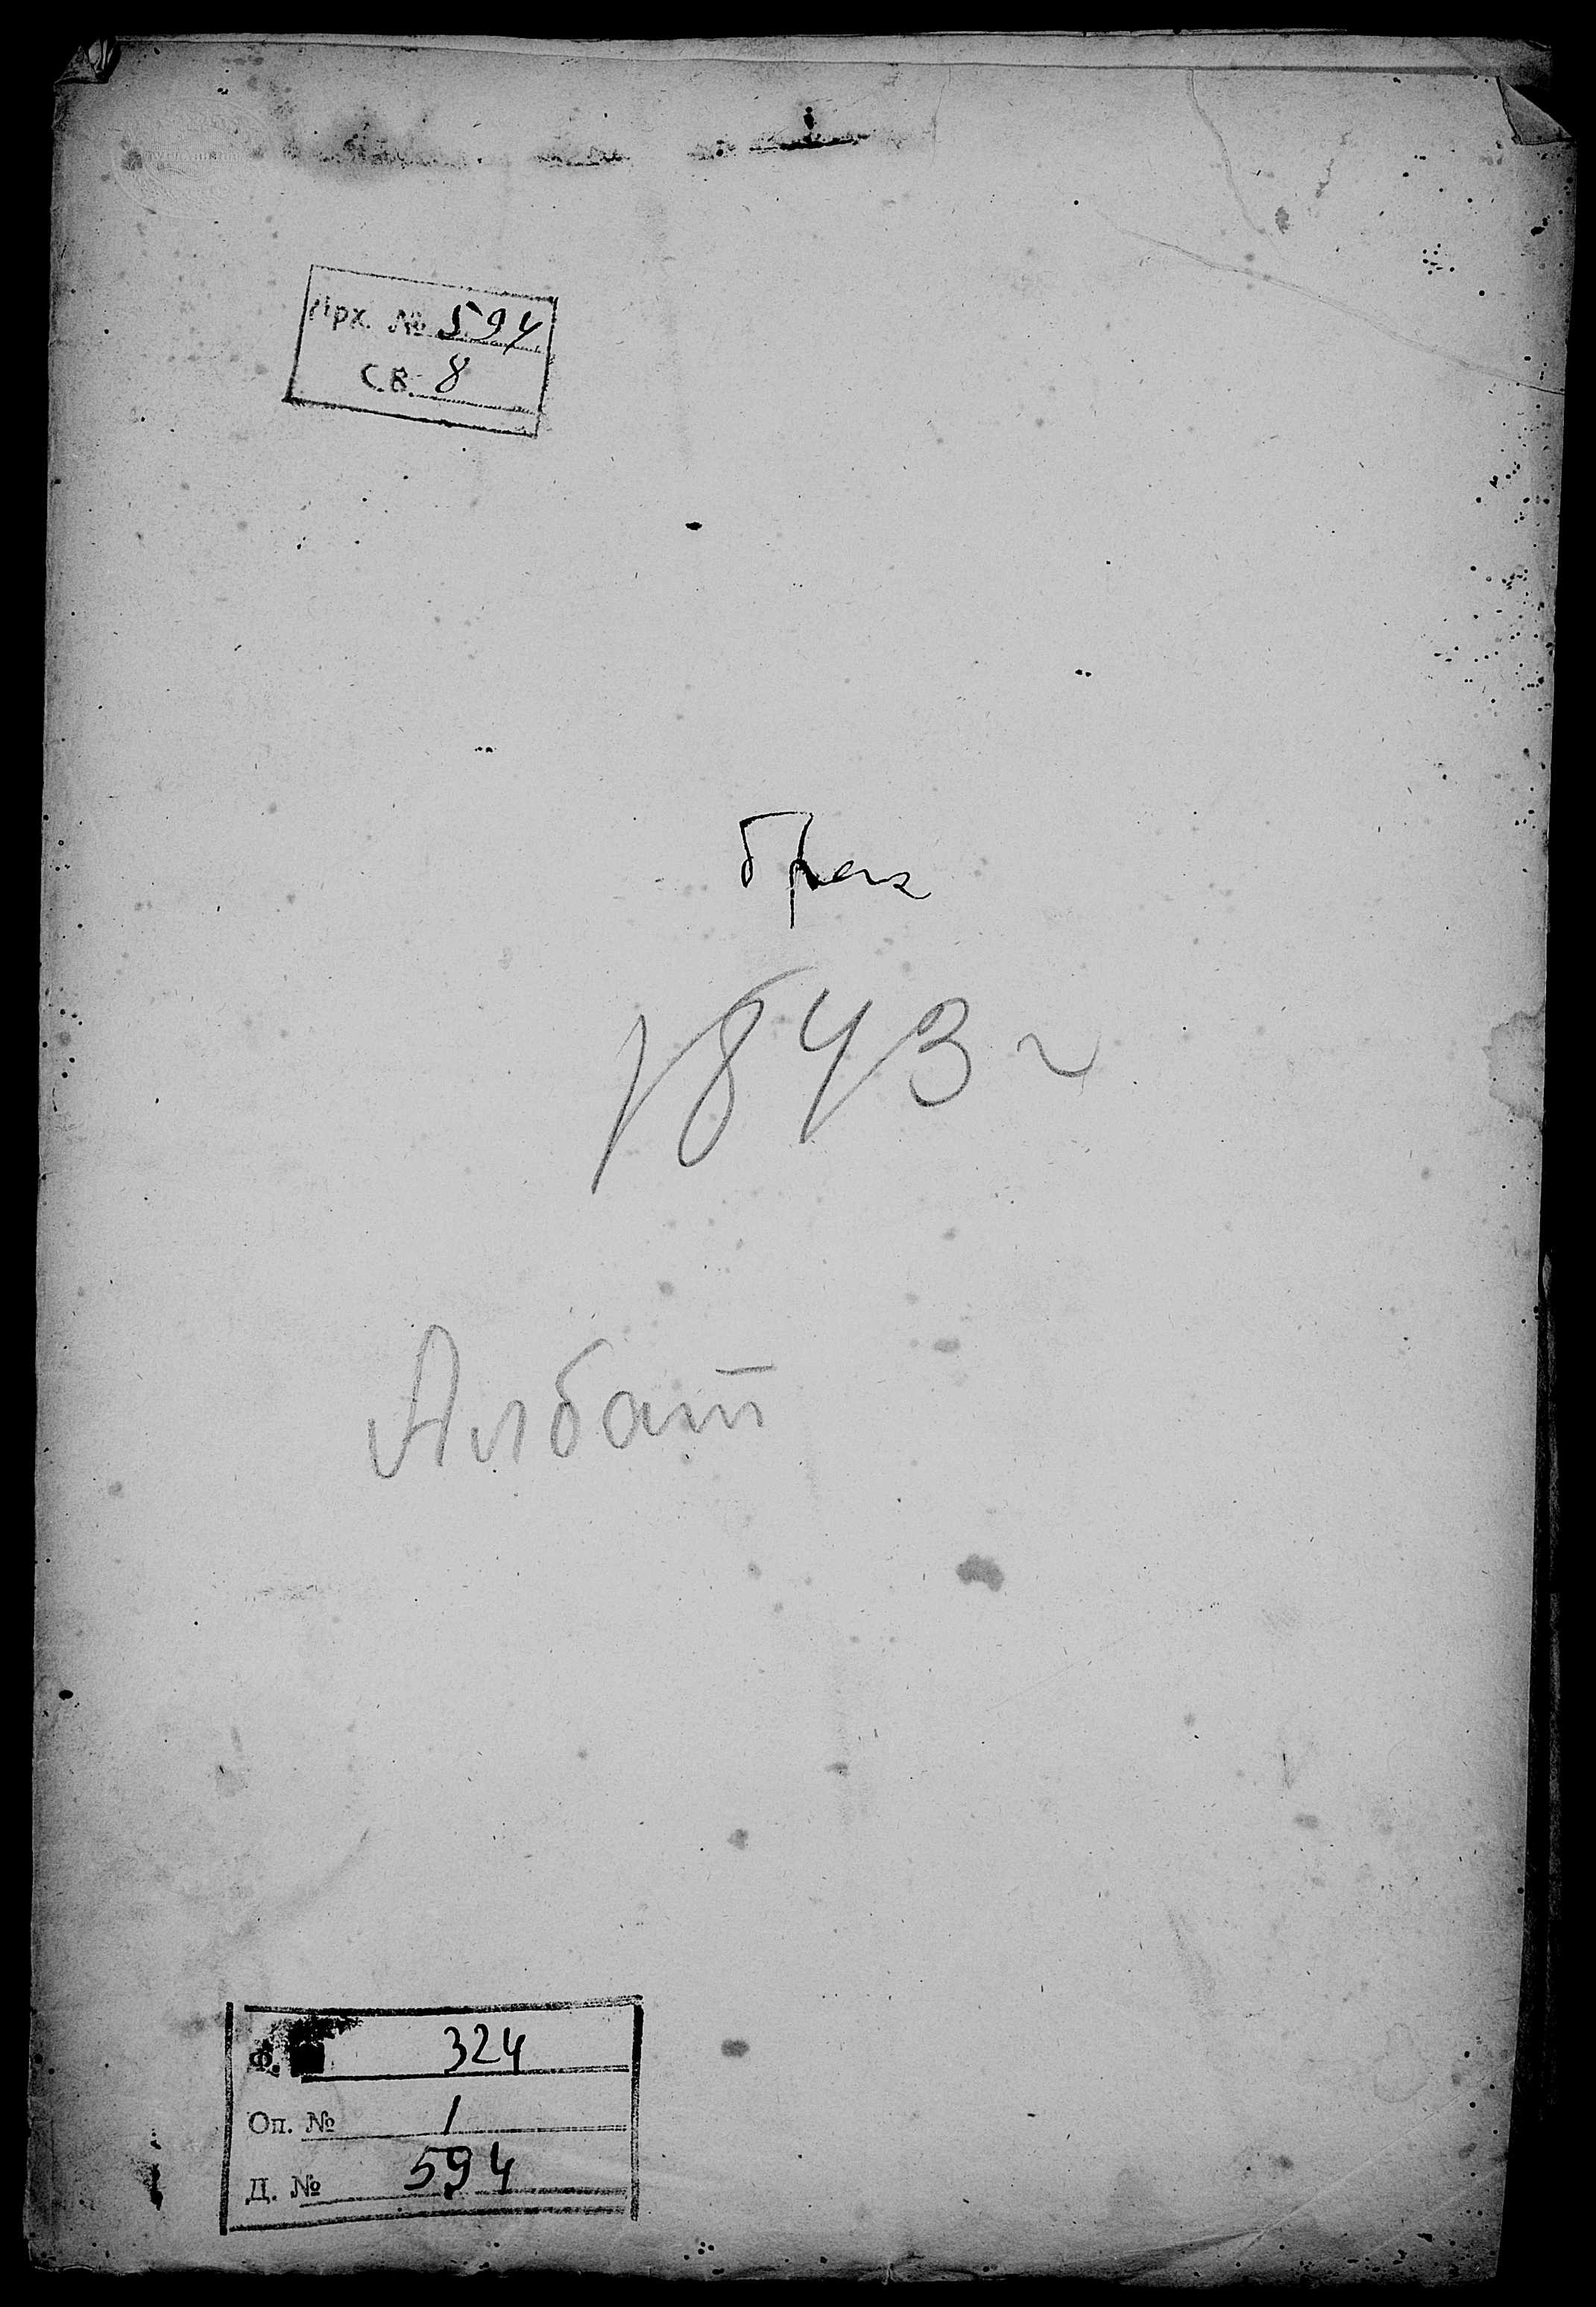 Арх. № 594
СВ. 8
брак
1843 г
Албат
Ф. 324
Оп. № 1
Д. № 594